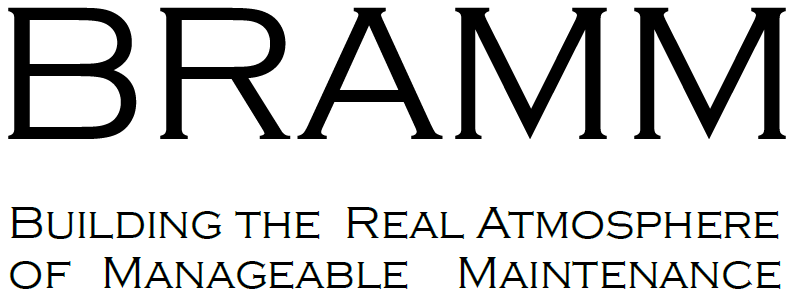 BRAMM
Building the Real Atmosphere
of Manageable Maintenance